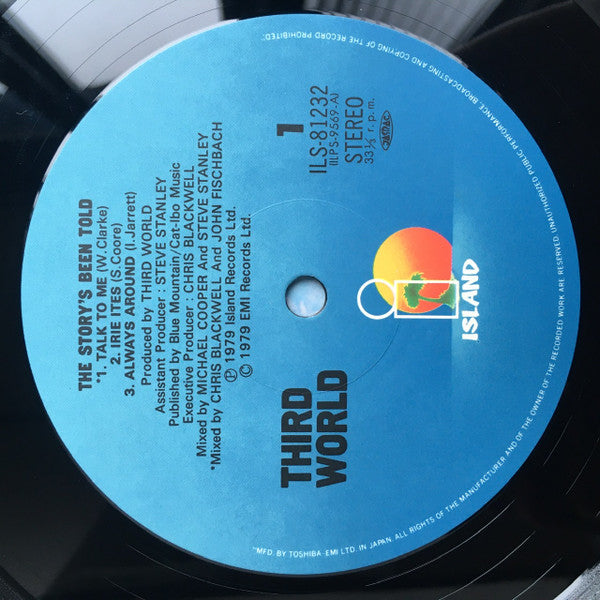 ISLAND
THIRD
WORLD
1
ILS-81232
(ILPS-9569-A)
STEREO
33⅓ r.p.m.
JASRAC
THE STORY'S BEEN TOLD
*1. TALK TO ME (W. Clarke)
2. IRIE ITES (S. Coore)
3. ALWAYS AROUND (I. Jarrett)
Produced by THIRD WORLD
Assistant Producer : STEVE STANLEY
Published by Blue Mountain/Cat-Ibo Music
Executive Producer : CHRIS BLACKWELL
Mixed by MICHAEL COOPER And STEVE STANLEY
*Mixed by CHRIS BLACKWELL And JOHN FISCHBACH
℗ 1979 Island Records Ltd.
© 1979 EMI Records Ltd.
"MFD. BY TOSHIBA-EMI LTD. IN JAPAN. ALL RIGHTS OF THE MANUFACTURER AND OF THE OWNER OF THE RECORDED WORK ARE RESERVED. UNAUTHORIZED PUBLIC PERFORMANCE, BROADCASTING AND COPYING OF THE RECORD PROHIBITED."